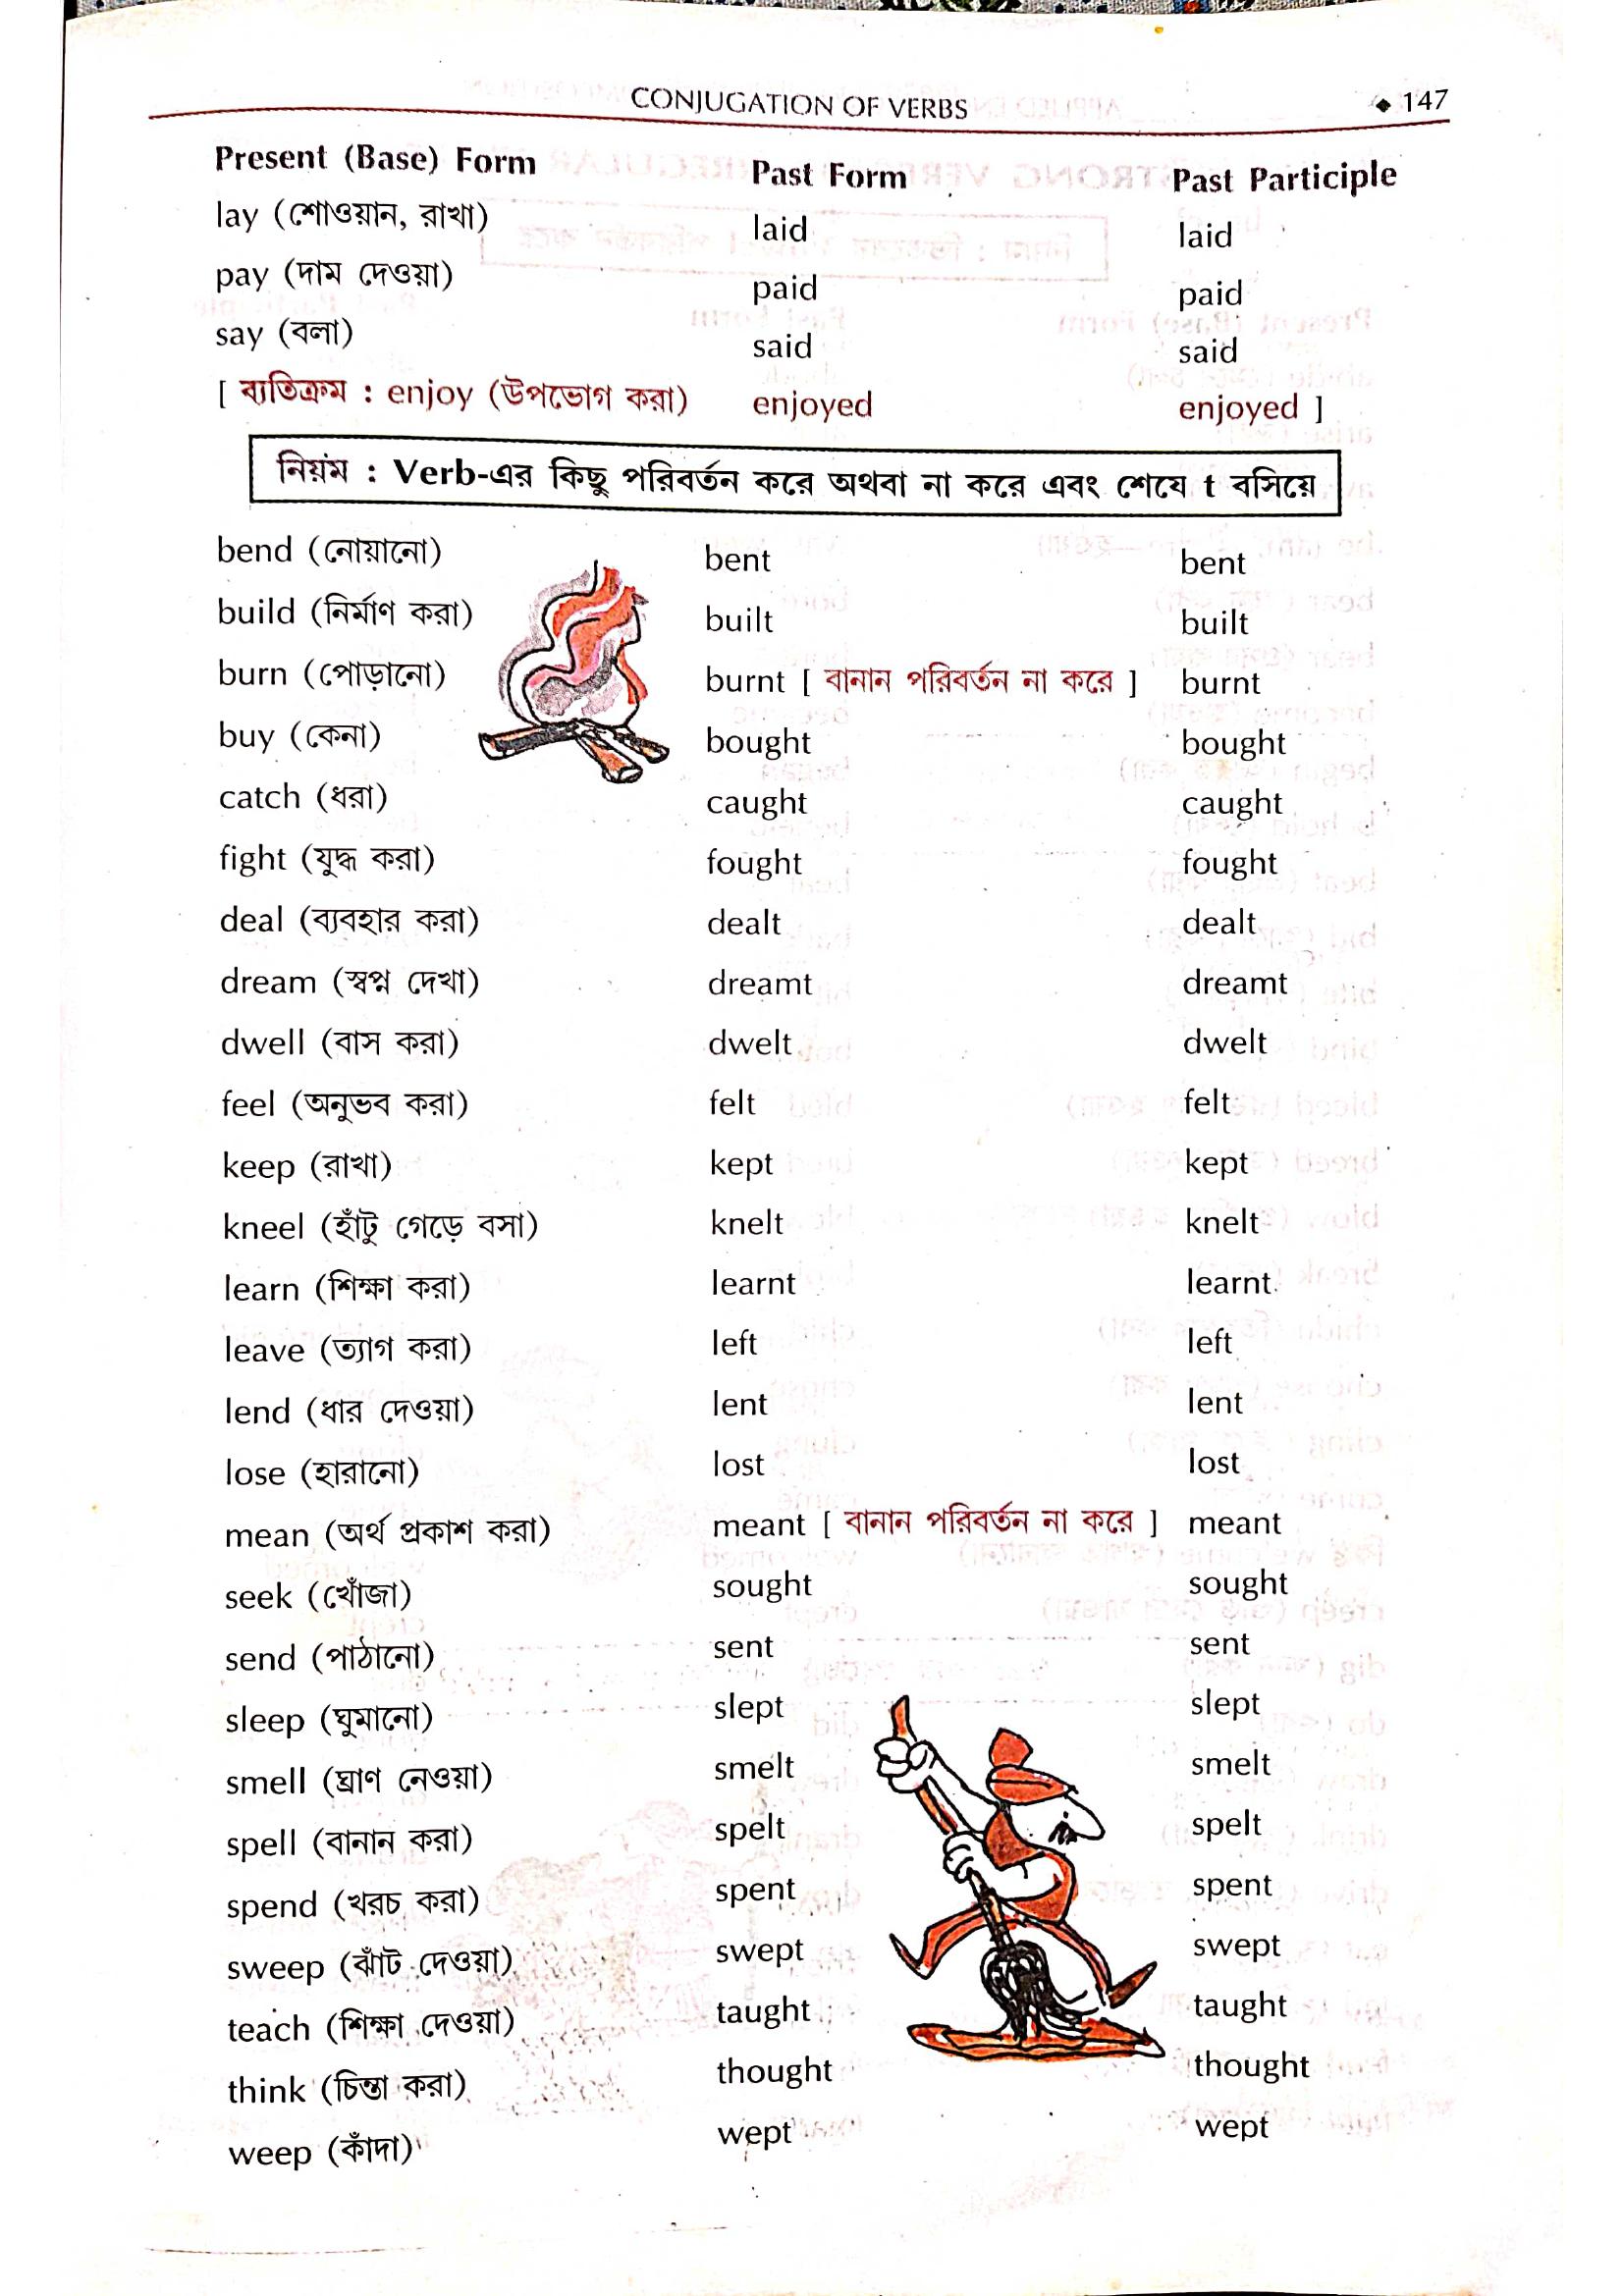 CONJUGATION OF VERBS ◆ 147
Present (Base) Form Past Form Past Participle
lay (শোওয়ান, রাখা) laid laid
pay (দাম দেওয়া) paid paid
say (বলা) said said
[ ব্যতিক্রম : enjoy (উপভোগ করা) enjoyed enjoyed ]
নিয়ম : Verb-এর কিছু পরিবর্তন করে অথবা না করে এবং শেষে t বসিয়ে
bend (নোয়ানো) bent bent
build (নির্মাণ করা) built built
burn (পোড়ানো) burnt [ বানান পরিবর্তন না করে ] burnt
buy (কেনা) bought bought
catch (ধরা) caught caught
fight (যুদ্ধ করা) fought fought
deal (ব্যবহার করা) dealt dealt
dream (স্বপ্ন দেখা) dreamt dreamt
dwell (বাস করা) dwelt dwelt
feel (অনুভব করা) felt felt
keep (রাখা) kept kept
kneel (হাঁটু গেড়ে বসা) knelt knelt
learn (শিক্ষা করা) learnt learnt
leave (ত্যাগ করা) left left
lend (ধার দেওয়া) lent lent
lose (হারানো) lost lost
mean (অর্থ প্রকাশ করা) meant [ বানান পরিবর্তন না করে ] meant
seek (খোঁজা) sought sought
send (পাঠানো) sent sent
sleep (ঘুমানো) slept slept
smell (ঘ্রাণ নেওয়া) smelt smelt
spell (বানান করা) spelt spelt
spend (খরচ করা) spent spent
sweep (ঝাঁট দেওয়া) swept swept
teach (শিক্ষা দেওয়া) taught taught
think (চিন্তা করা) thought thought
weep (কাঁদা) wept wept